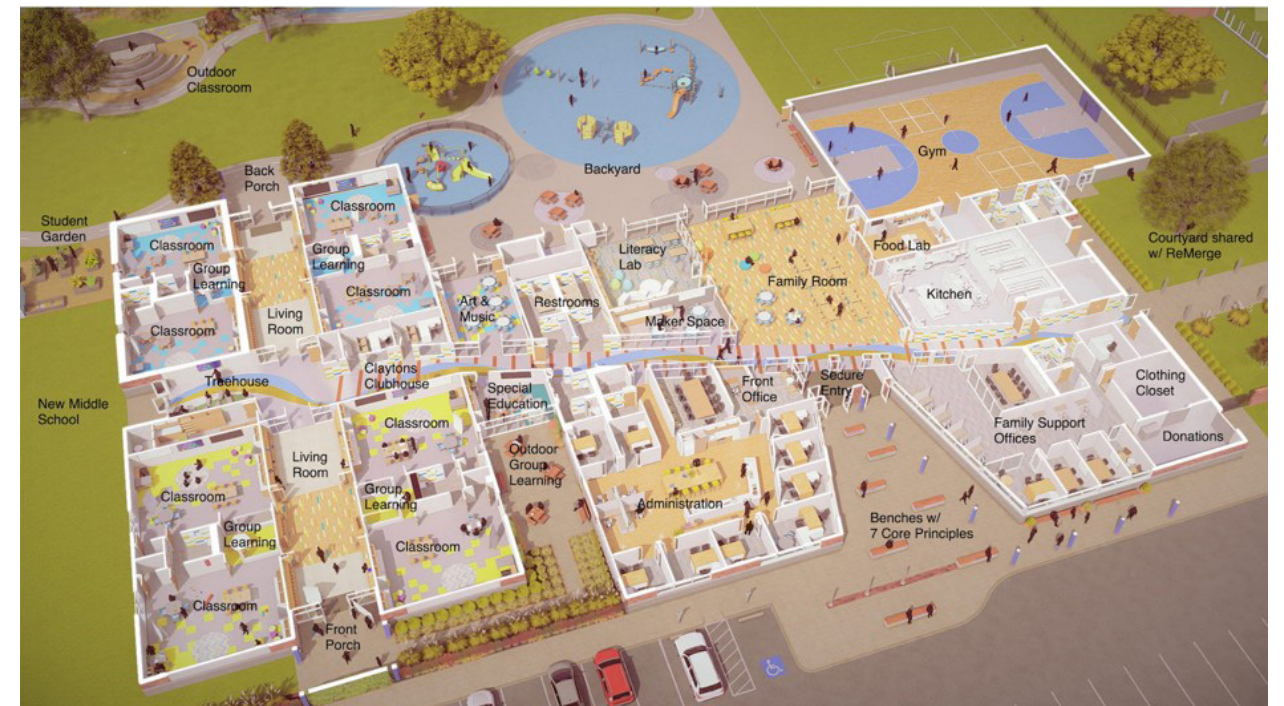 Outdoor
Classroom
Gym
Back
Porch
Backyard
Classroom
Student
Garden
Classroom
Group
Learning
Group
Learning
Classroom
Literacy
Lab
Food Lab
Courtyard shared
w/ ReMerge
Family Room
Kitchen
Living
Room
Art &
Music
Restrooms
Classroom
Maker Space
Treehouse
Claytons
Clubhouse
Special
Education
Front
Office
Secure
Entry
Clothing
Closet
New Middle
School
Classroom
Family Support
Offices
Donations
Living
Room
Outdoor
Group
Learning
Classroom
Group
Learning
Administration
Group
Learning
Benches w/
7 Core Principles
Classroom
Classroom
Front
Porch